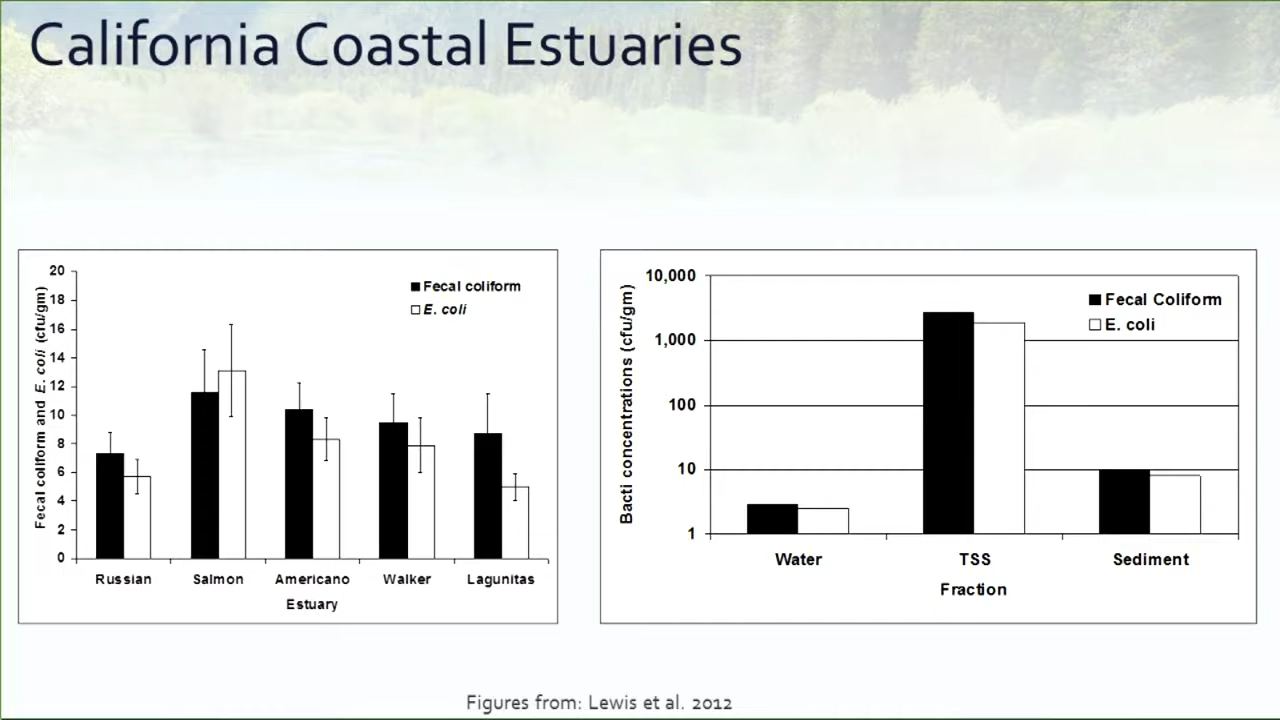 California Coastal Estuaries
Fecal coliform and E. coli (cfu/gm)
20
18
16
14
12
10
8
6
4
2
0
Fecal coliform
E. coli
Russian Salmon Americano Walker Lagunitas
Estuary
Bacti concentrations (cfu/gm)
10,000
1,000
100
10
1
Fecal Coliform
E. coli
Water TSS Sediment
Fraction
Figures from: Lewis et al. 2012